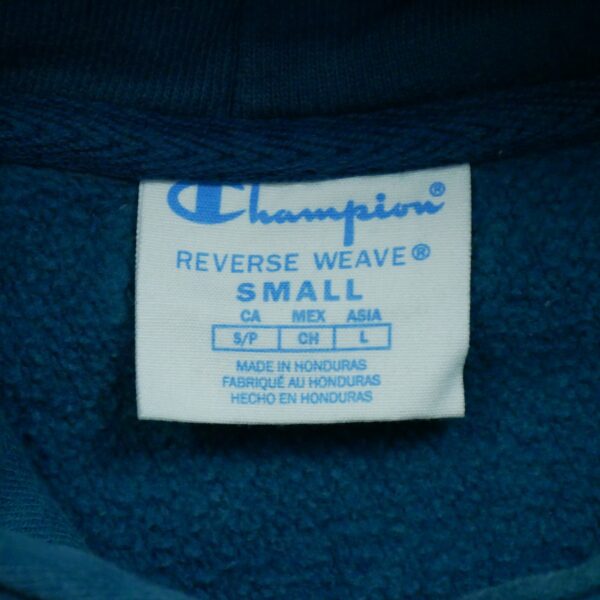 Champion®
REVERSE WEAVE®
SMALL
CA MEX ASIA
S/P CH L
MADE IN HONDURAS
FABRIQUÉ AU HONDURAS
HECHO EN HONDURAS